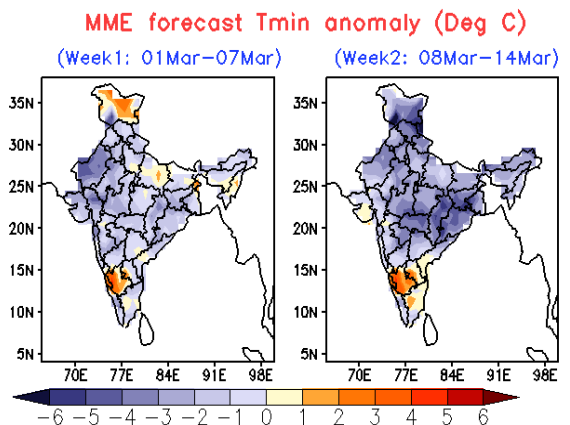 MME forecast Tmin anomaly (Deg C)
(Week1: 01Mar-07Mar) (Week2: 08Mar-14Mar)
35N
30N
25N
20N
15N
10N
5N
70E 77E 84E 91E 98E
35N
30N
25N
20N
15N
10N
5N
70E 77E 84E 91E 98E
-6 -5 -4 -3 -2 -1 0 1 2 3 4 5 6